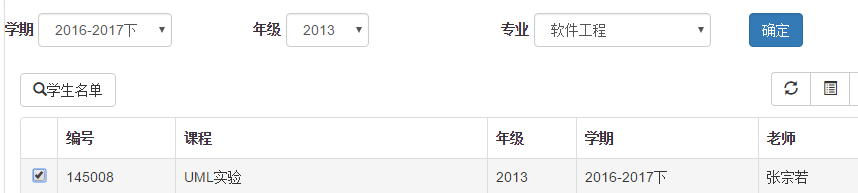 学期 2016-2017下 年级 2013 专业 软件工程 确定
学生名单
编号 课程 年级 学期 老师
145008 UML实验 2013 2016-2017下 张宗若